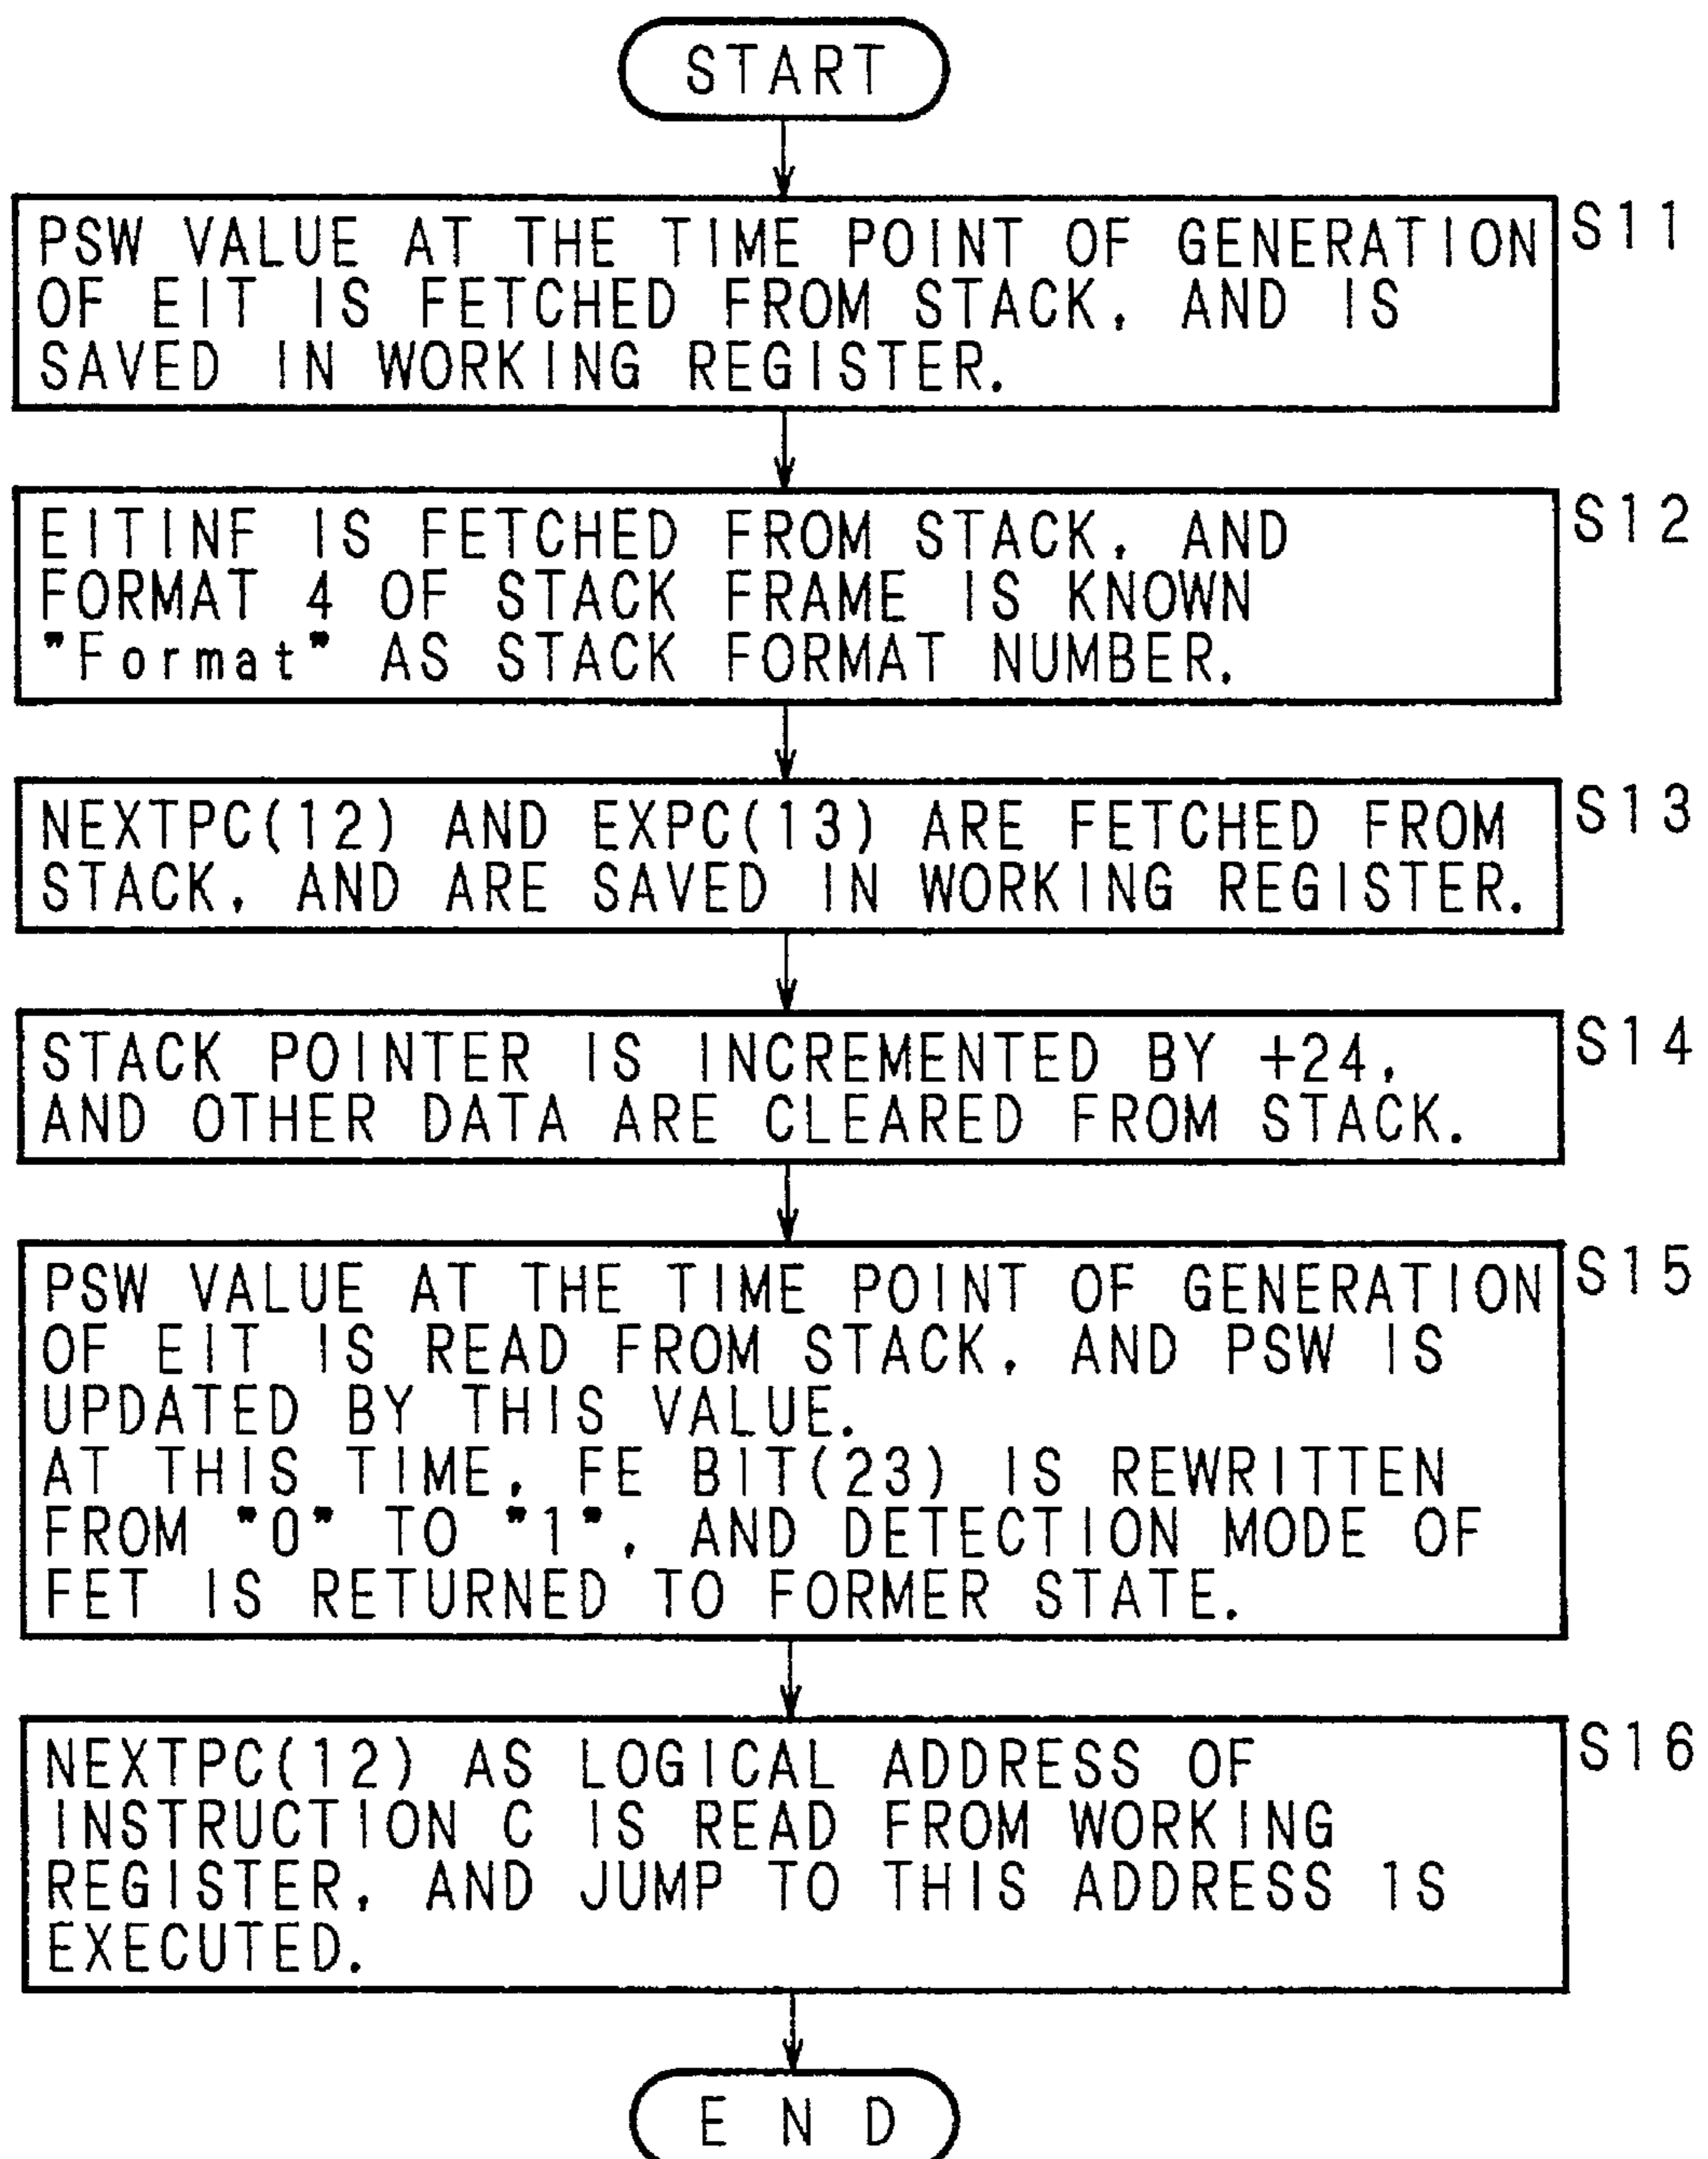 START
S11
PSW VALUE AT THE TIME POINT OF GENERATION
OF EIT IS FETCHED FROM STACK, AND IS
SAVED IN WORKING REGISTER.
S12
EITINF IS FETCHED FROM STACK, AND
FORMAT 4 OF STACK FRAME IS KNOWN
"Format" AS STACK FORMAT NUMBER.
S13
NEXTPC(12) AND EXPC(13) ARE FETCHED FROM
STACK, AND ARE SAVED IN WORKING REGISTER.
S14
STACK POINTER IS INCREMENTED BY +24,
AND OTHER DATA ARE CLEARED FROM STACK.
S15
PSW VALUE AT THE TIME POINT OF GENERATION
OF EIT IS READ FROM STACK, AND PSW IS
UPDATED BY THIS VALUE.
AT THIS TIME, FE BIT(23) IS REWRITTEN
FROM "0" TO "1", AND DETECTION MODE OF
FET IS RETURNED TO FORMER STATE.
S16
NEXTPC(12) AS LOGICAL ADDRESS OF
INSTRUCTION C IS READ FROM WORKING
REGISTER, AND JUMP TO THIS ADDRESS IS
EXECUTED.
END